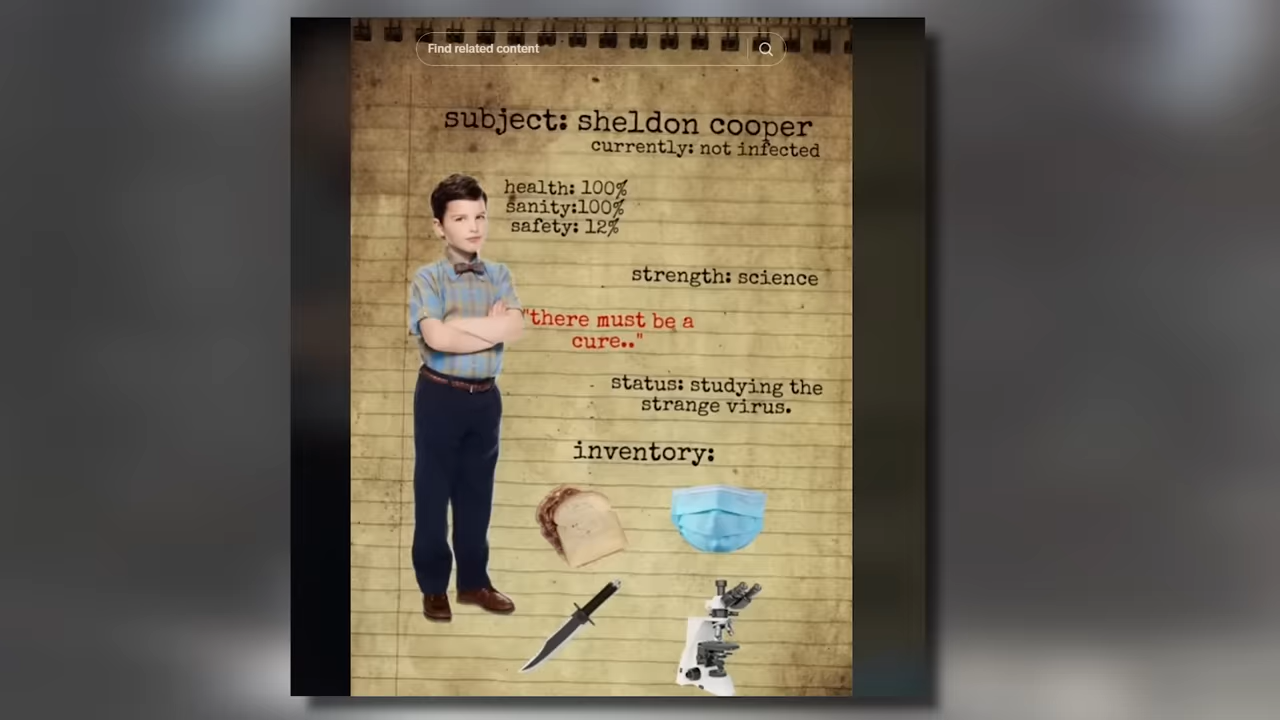 Find related content
subject: sheldon cooper
currently: not infected
health: 100%
sanity:100%
safety: 12%
strength: science
"there must be a
cure.."
status: studying the
strange virus.
inventory: